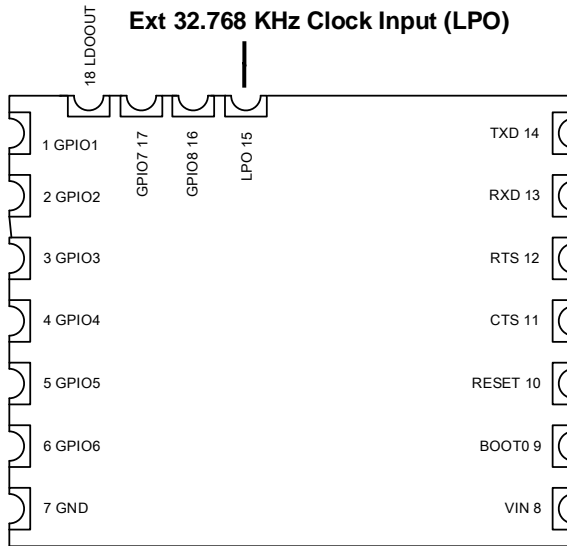 Ext 32.768 KHz Clock Input (LPO)
18 LDOOUT
GPIO7 17
GPIO8 16
LPO 15
1 GPIO1
TXD 14
2 GPIO2
RXD 13
3 GPIO3
RTS 12
4 GPIO4
CTS 11
5 GPIO5
RESET 10
6 GPIO6
BOOT0 9
7 GND
VIN 8